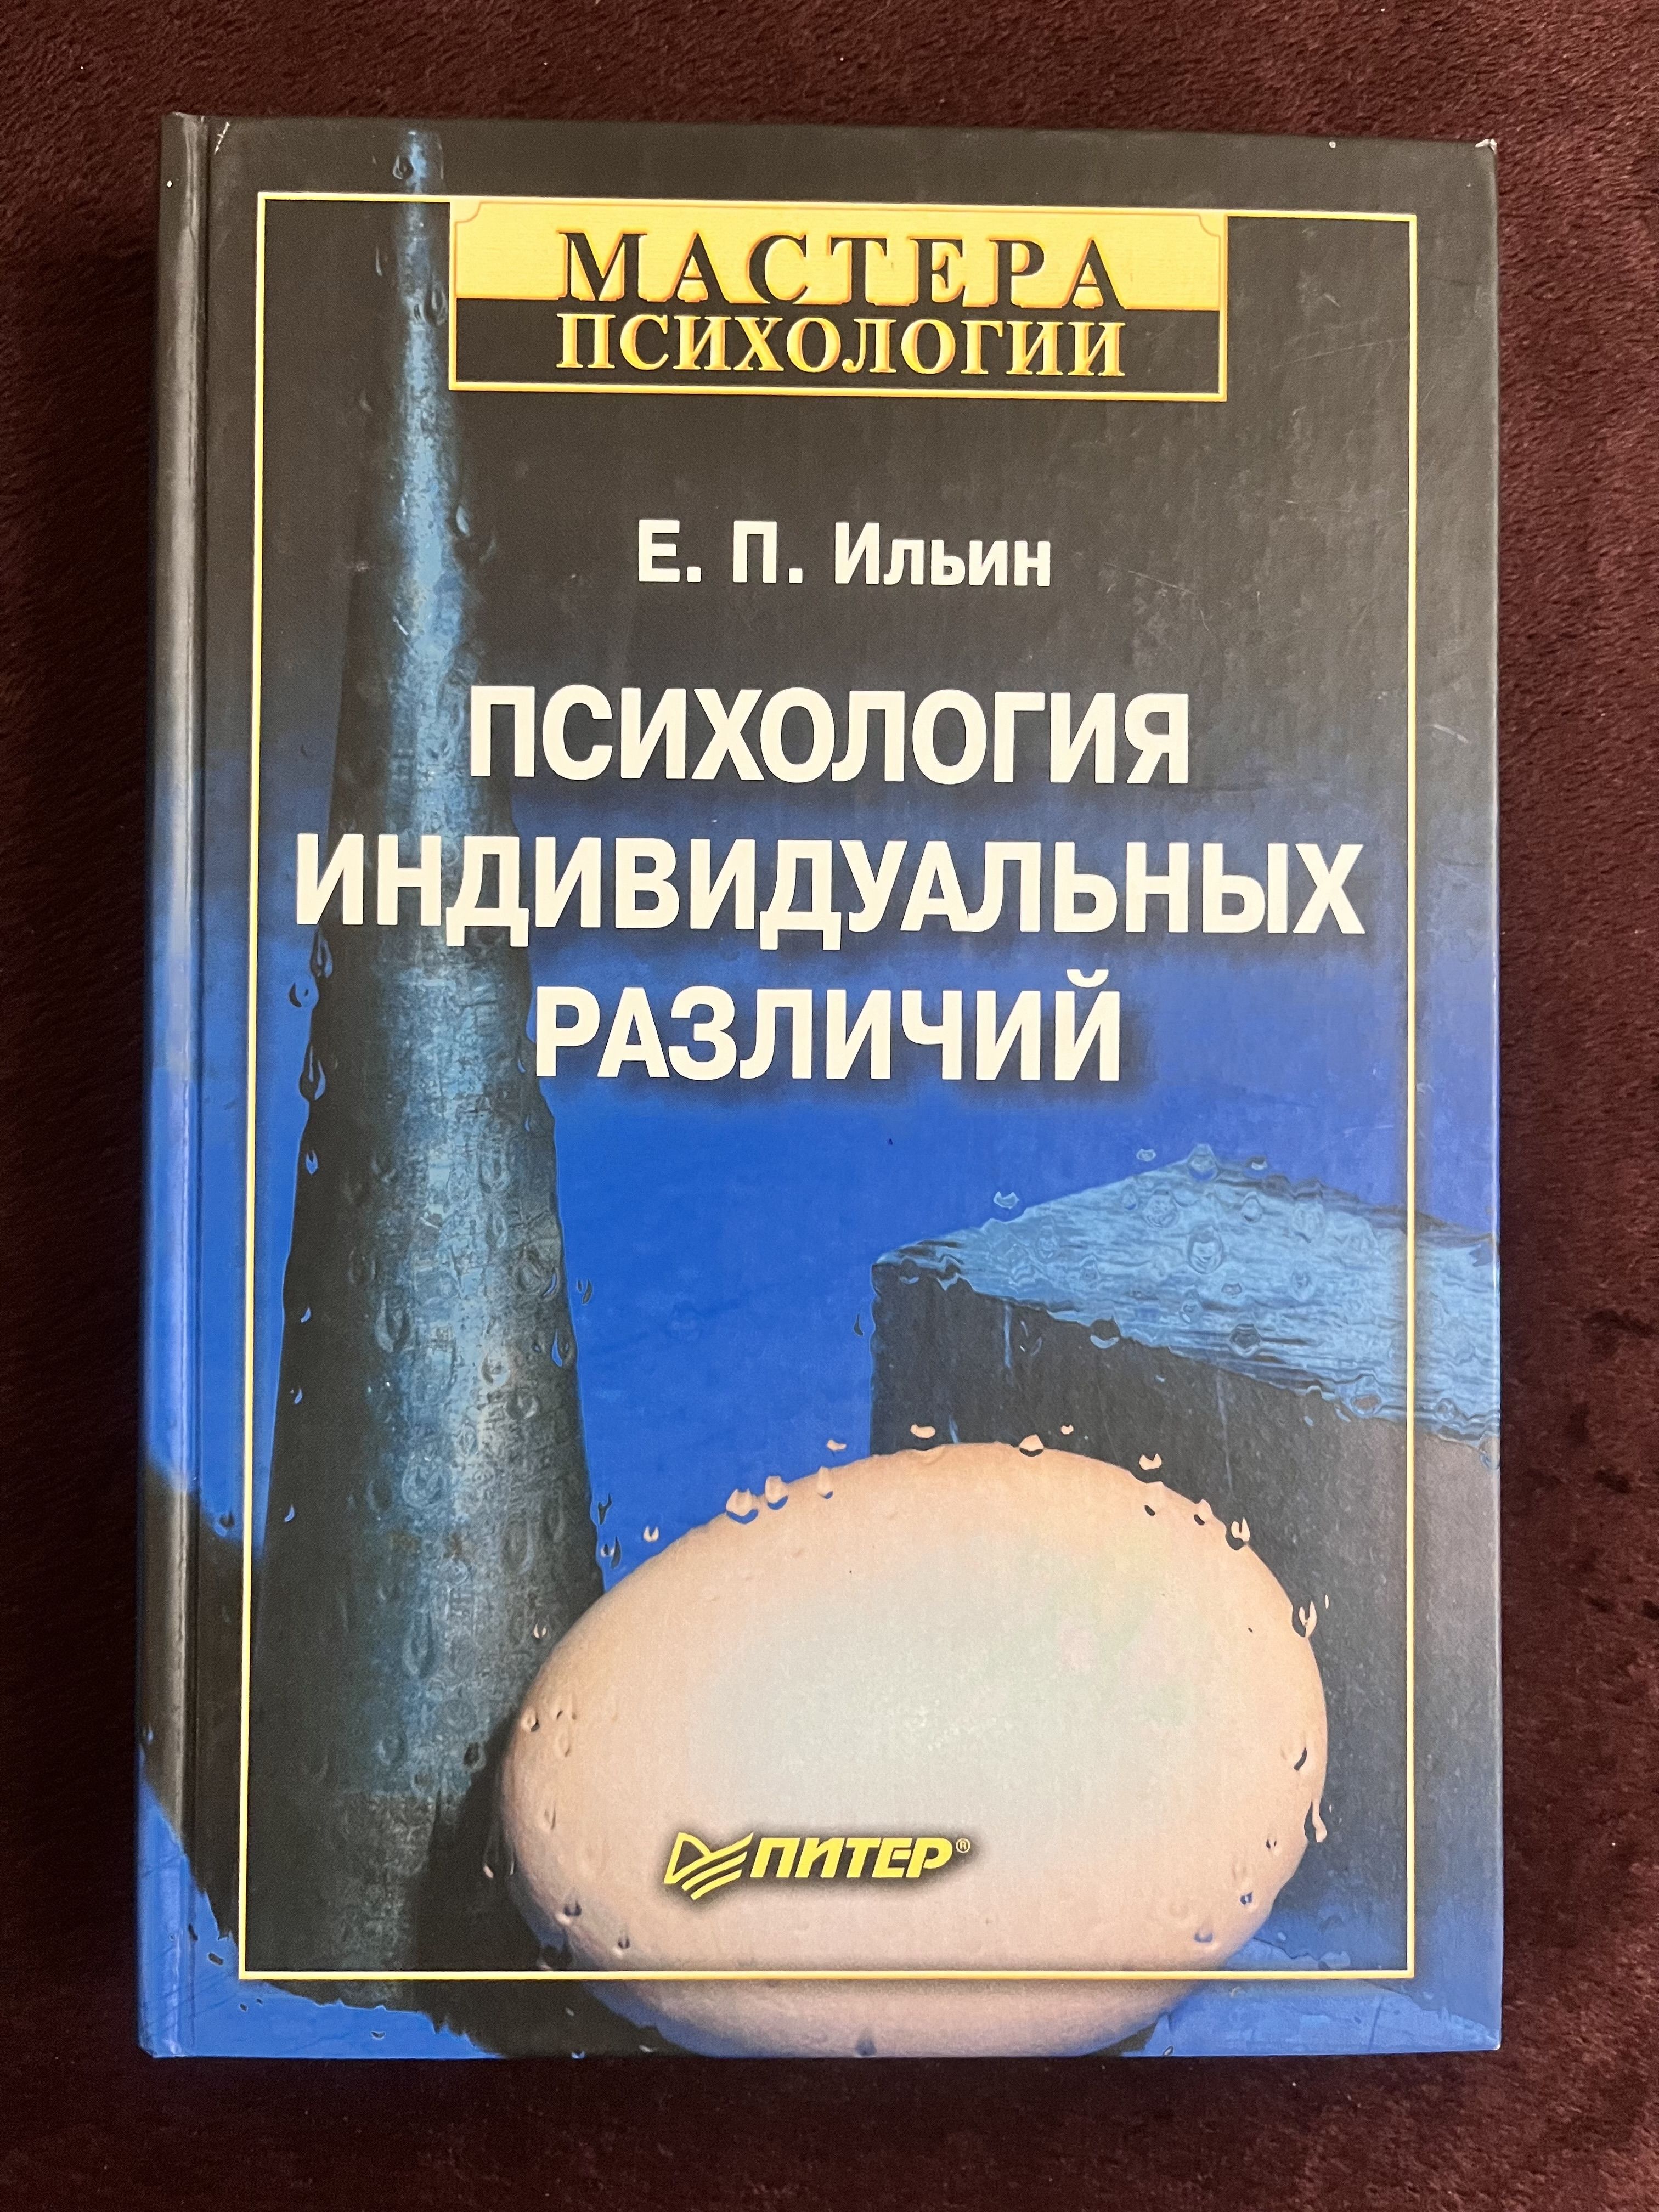 МАСТЕРА
ПСИХОЛОГИИ
Е. П. Ильин
ПСИХОЛОГИЯ
ИНДИВИДУАЛЬНЫХ
РАЗЛИЧИЙ
ПИТЕР®